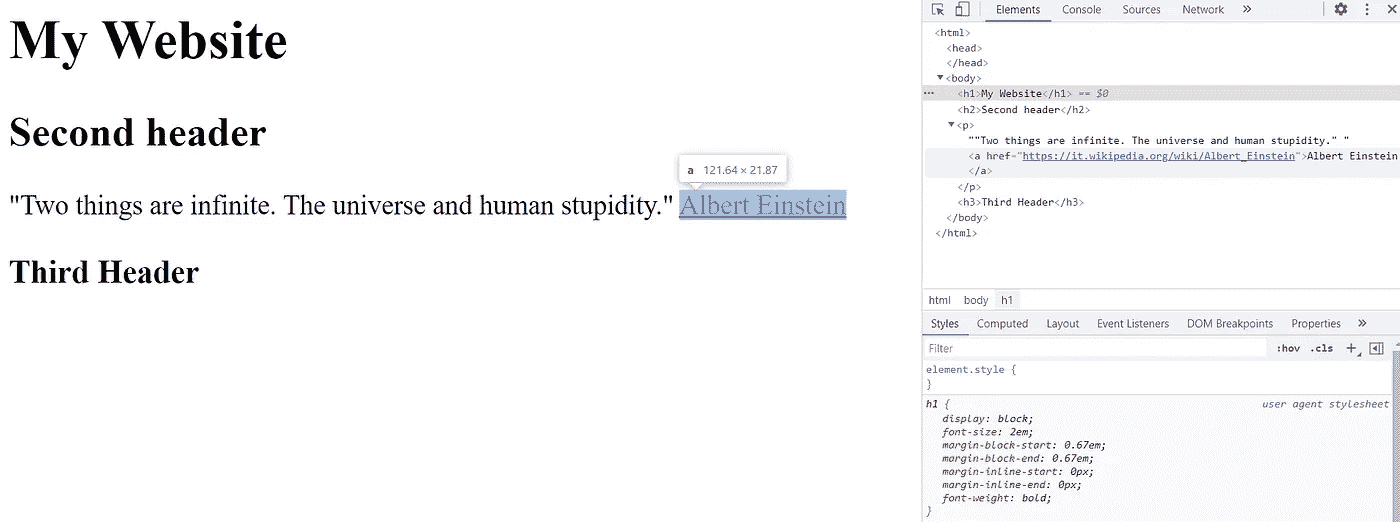 My Website
Second header
"Two things are infinite. The universe and human stupidity." Albert Einstein
a 121.64 × 21.87
Third Header
Elements Console Sources Network »
<html>
<head>
</head>
<body>
<h1>My Website</h1> == $0
<h2>Second header</h2>
<p>
""Two things are infinite. The universe and human stupidity." "
<a href="https://it.wikipedia.org/wiki/Albert_Einstein">Albert Einstein
</a>
</p>
<h3>Third Header</h3>
</body>
</html>
html body h1
Styles Computed Layout Event Listeners DOM Breakpoints Properties »
Filter :hov .cls +
element.style {
}
h1 { user agent stylesheet
display: block;
font-size: 2em;
margin-block-start: 0.67em;
margin-block-end: 0.67em;
margin-inline-start: 0px;
margin-inline-end: 0px;
font-weight: bold;
}